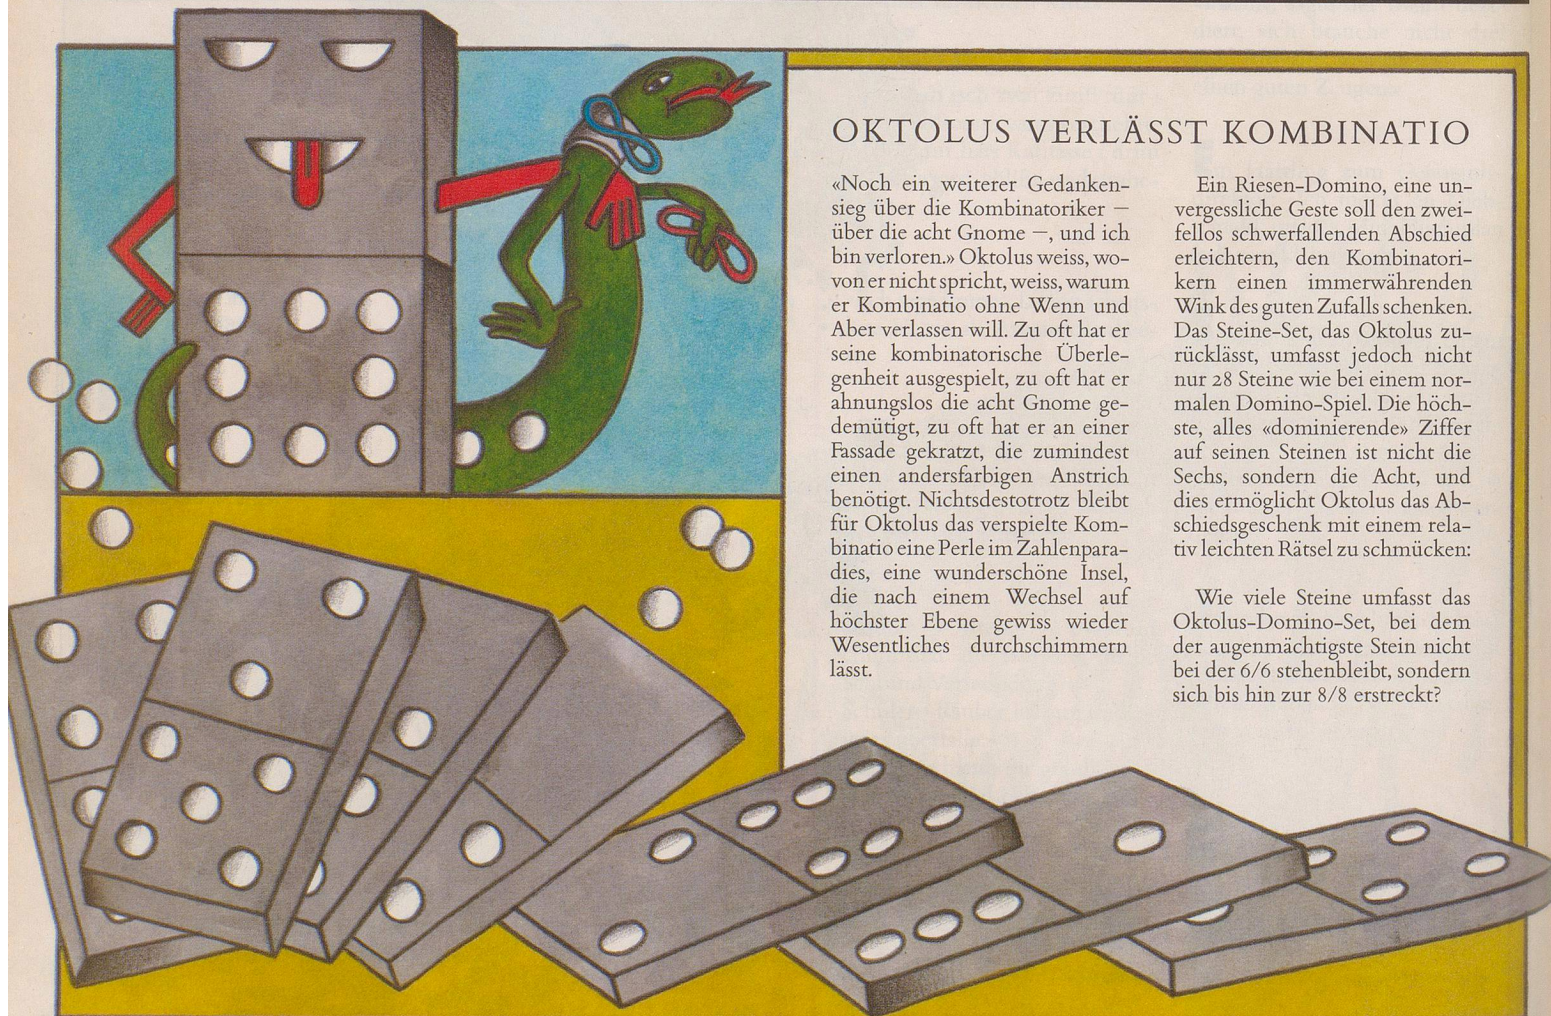 OKTOLUS VERLÄSST KOMBINATIO
«Noch ein weiterer Gedanken-
sieg über die Kombinatoriker —
über die acht Gnome —, und ich
bin verloren.» Oktolus weiss, wo-
von er nicht spricht, weiss, warum
er Kombinatio ohne Wenn und
Aber verlassen will. Zu oft hat er
seine kombinatorische Überle-
genheit ausgespielt, zu oft hat er
ahnungslos die acht Gnome ge-
demütigt, zu oft hat er an einer
Fassade gekratzt, die zumindest
einen andersfarbigen Anstrich
benötigt. Nichtsdestotrotz bleibt
für Oktolus das verspielte Kom-
binatio eine Perle im Zahlenpara-
dies, eine wunderschöne Insel,
die nach einem Wechsel auf
höchster Ebene gewiss wieder
Wesentliches durchschimmern
lässt.
Ein Riesen-Domino, eine un-
vergessliche Geste soll den zwei-
fellos schwerfallenden Abschied
erleichtern, den Kombinatori-
kern einen immerwährenden
Wink des guten Zufalls schenken.
Das Steine-Set, das Oktolus zu-
rücklässt, umfasst jedoch nicht
nur 28 Steine wie bei einem nor-
malen Domino-Spiel. Die höch-
ste, alles «dominierende» Ziffer
auf seinen Steinen ist nicht die
Sechs, sondern die Acht, und
dies ermöglicht Oktolus das Ab-
schiedsgeschenk mit einem rela-
tiv leichten Rätsel zu schmücken:
Wie viele Steine umfasst das
Oktolus-Domino-Set, bei dem
der augenmächtigste Stein nicht
bei der 6/6 stehenbleibt, sondern
sich bis hin zur 8/8 erstreckt?